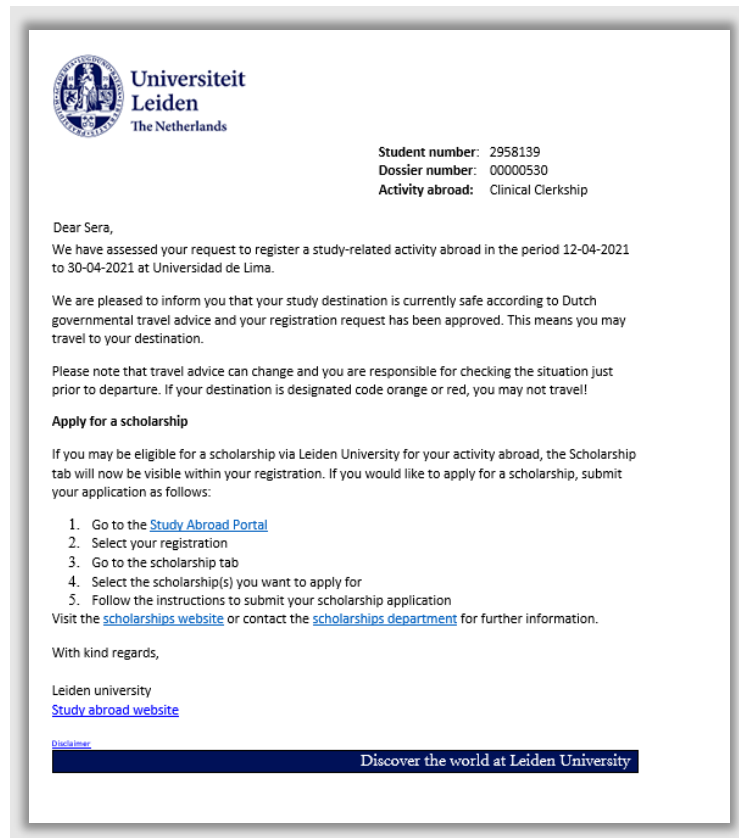 Universiteit
Leiden
The Netherlands
Student number: 2958139
Dossier number: 00000530
Activity abroad: Clinical Clerkship
Dear Sera,
We have assessed your request to register a study-related activity abroad in the period 12-04-2021
to 30-04-2021 at Universidad de Lima.
We are pleased to inform you that your study destination is currently safe according to Dutch
governmental travel advice and your registration request has been approved. This means you may
travel to your destination.
Please note that travel advice can change and you are responsible for checking the situation just
prior to departure. If your destination is designated code orange or red, you may not travel!
Apply for a scholarship
If you may be eligible for a scholarship via Leiden University for your activity abroad, the Scholarship
tab will now be visible within your registration. If you would like to apply for a scholarship, submit
your application as follows:
1. Go to the Study Abroad Portal
2. Select your registration
3. Go to the scholarship tab
4. Select the scholarship(s) you want to apply for
5. Follow the instructions to submit your scholarship application
Visit the scholarships website or contact the scholarships department for further information.
With kind regards,
Leiden university
Study abroad website
Disclaimer
Discover the world at Leiden University